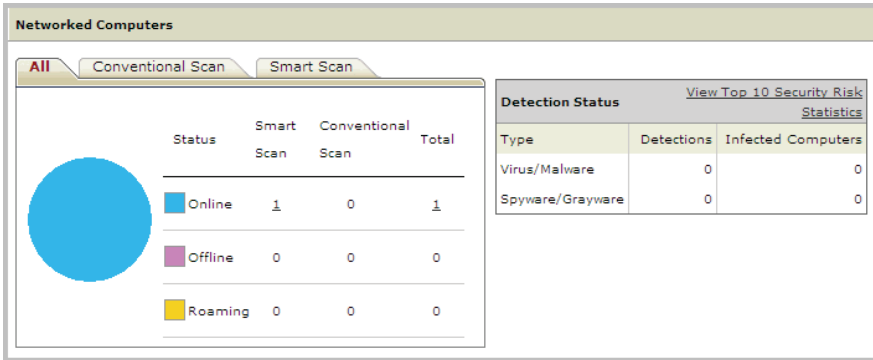 Networked Computers
All Conventional Scan Smart Scan
Status Smart Scan Conventional Scan Total
Online 1 0 1
Offline 0 0 0
Roaming 0 0 0
Detection Status View Top 10 Security Risk Statistics
Type Detections Infected Computers
Virus/Malware 0 0
Spyware/Grayware 0 0